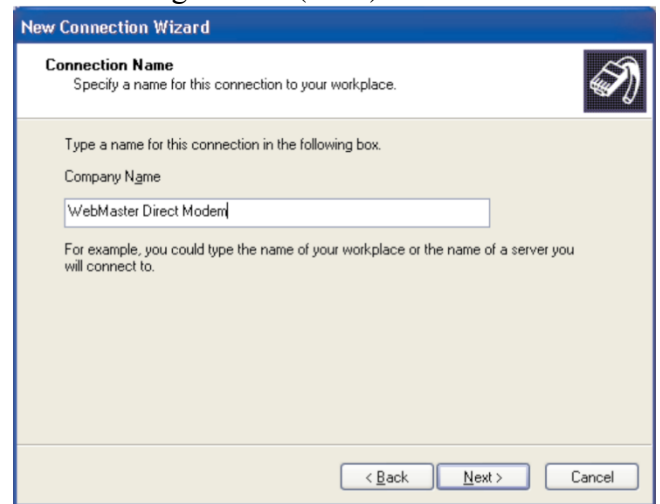 New Connection Wizard
Connection Name
Specify a name for this connection to your workplace.
Type a name for this connection in the following box.
Company Name
WebMaster Direct Modem
For example, you could type the name of your workplace or the name of a server you
will connect to.
< Back
Next >
Cancel